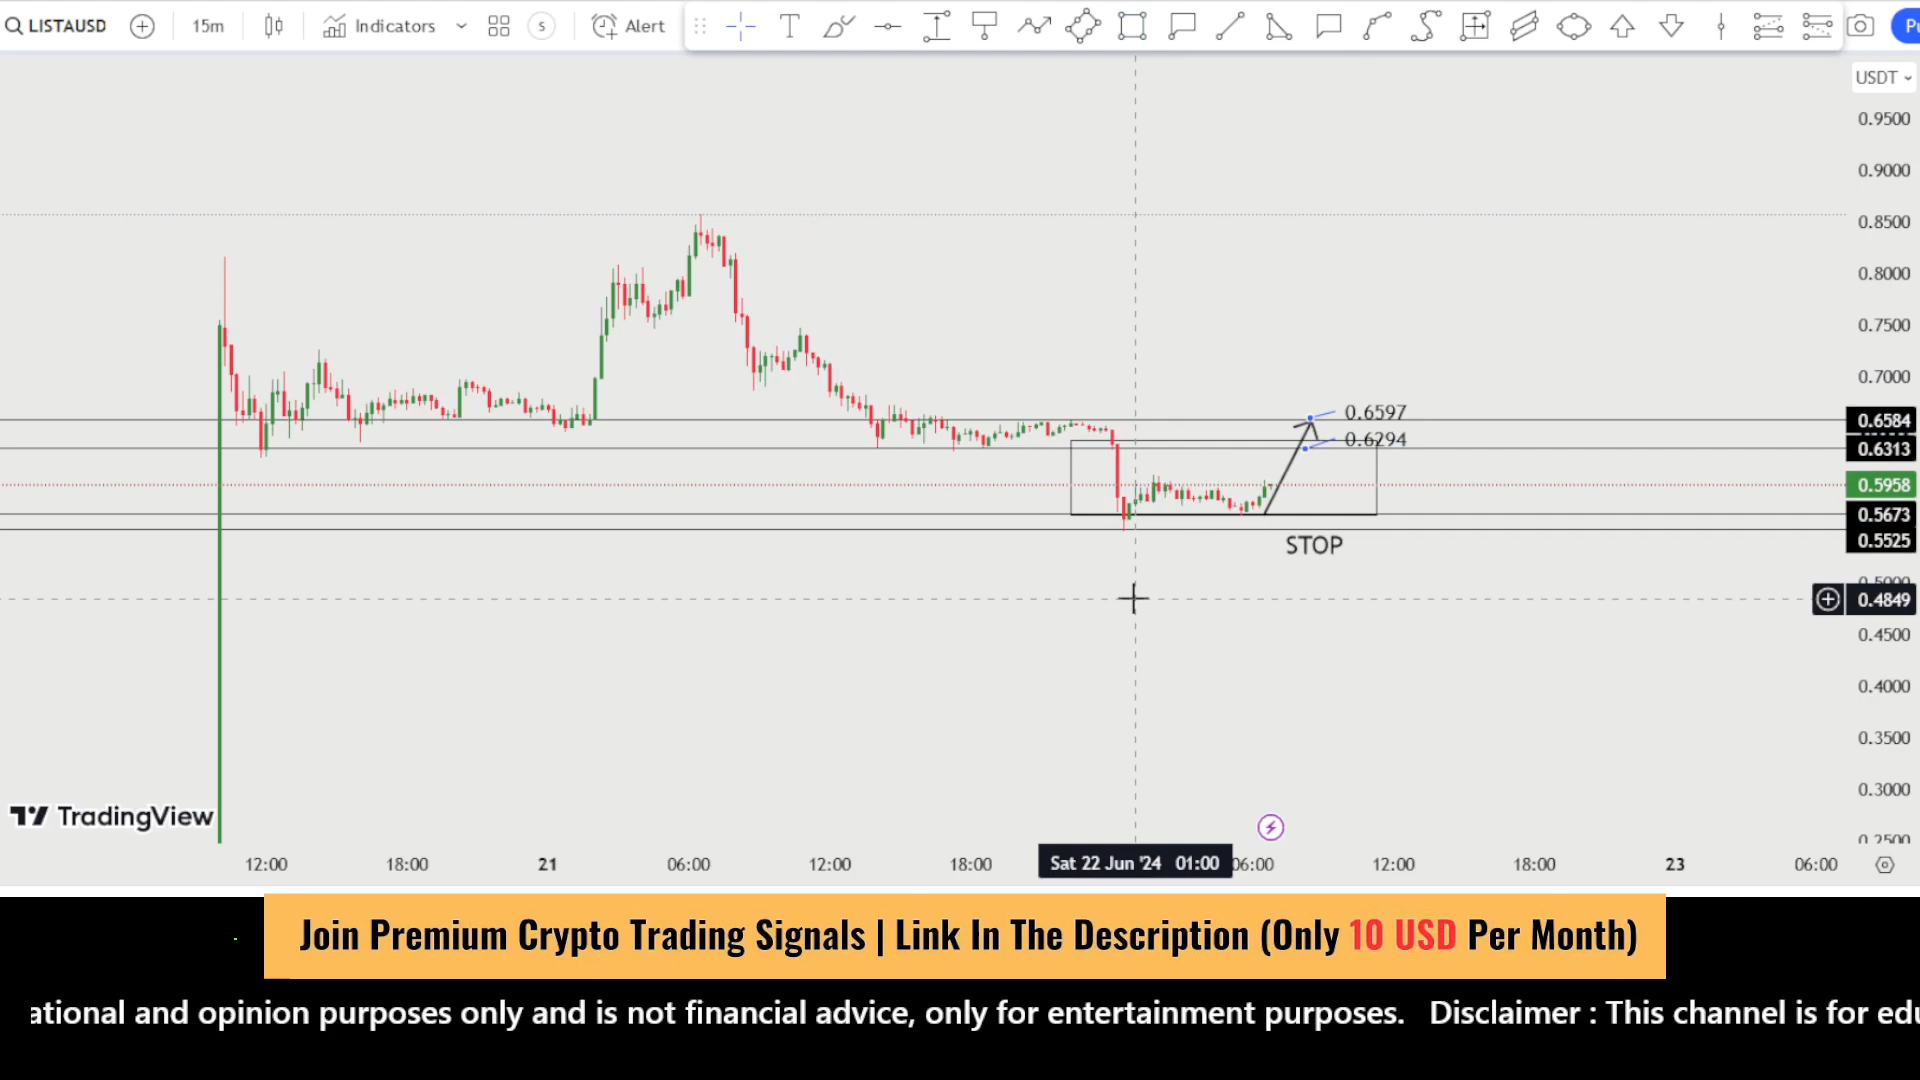 LISTAUSD
15m
Indicators
S
Alert
Pu
USDT
0.9500
0.9000
0.8500
0.8000
0.7500
0.7000
0.6597
0.6584
0.6294
0.6313
0.5958
0.5673
0.5525
STOP
0.5000
0.4849
0.4500
0.4000
0.3500
0.3000
0.2500
TradingView
12:00 18:00 21 06:00 12:00 18:00 Sat 22 Jun '24 01:00 06:00 12:00 18:00 23 06:00
Join Premium Crypto Trading Signals | Link In The Description (Only 10 USD Per Month)
ational and opinion purposes only and is not financial advice, only for entertainment purposes. Disclaimer : This channel is for edu